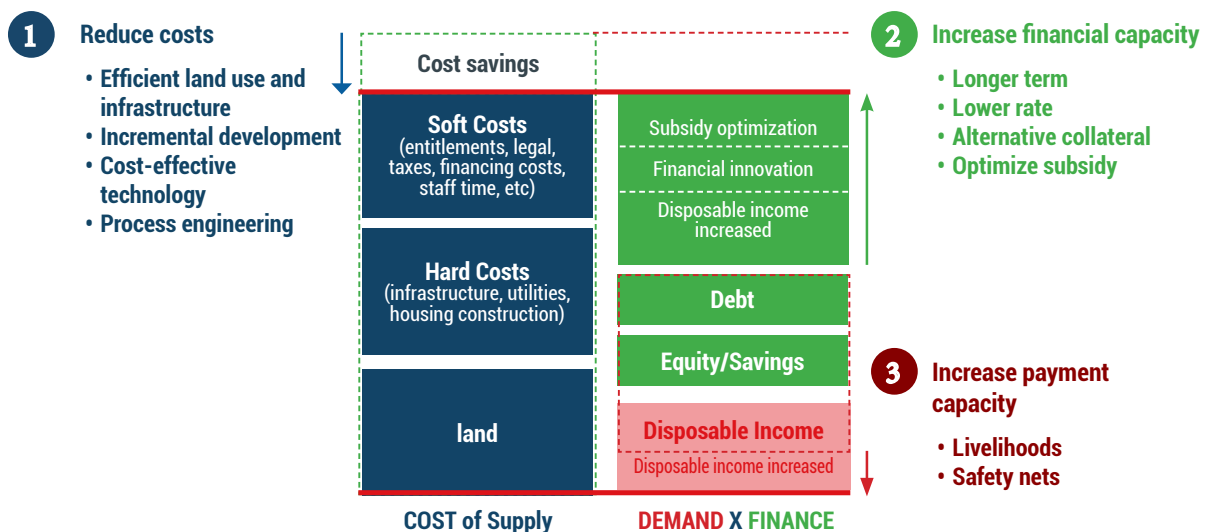 1
Reduce costs
• Efficient land use and
infrastructure
• Incremental development
• Cost-effective
technology
• Process engineering
Cost savings
Soft Costs
(entitlements, legal,
taxes, financing costs,
staff time, etc)
Hard Costs
(infrastructure, utilities,
housing construction)
land
COST of Supply
Subsidy optimization
Financial innovation
Disposable income
increased
Debt
Equity/Savings
Disposable Income
Disposable income increased
DEMAND X FINANCE
2
Increase financial capacity
• Longer term
• Lower rate
• Alternative collateral
• Optimize subsidy
3
Increase payment
capacity
• Livelihoods
• Safety nets